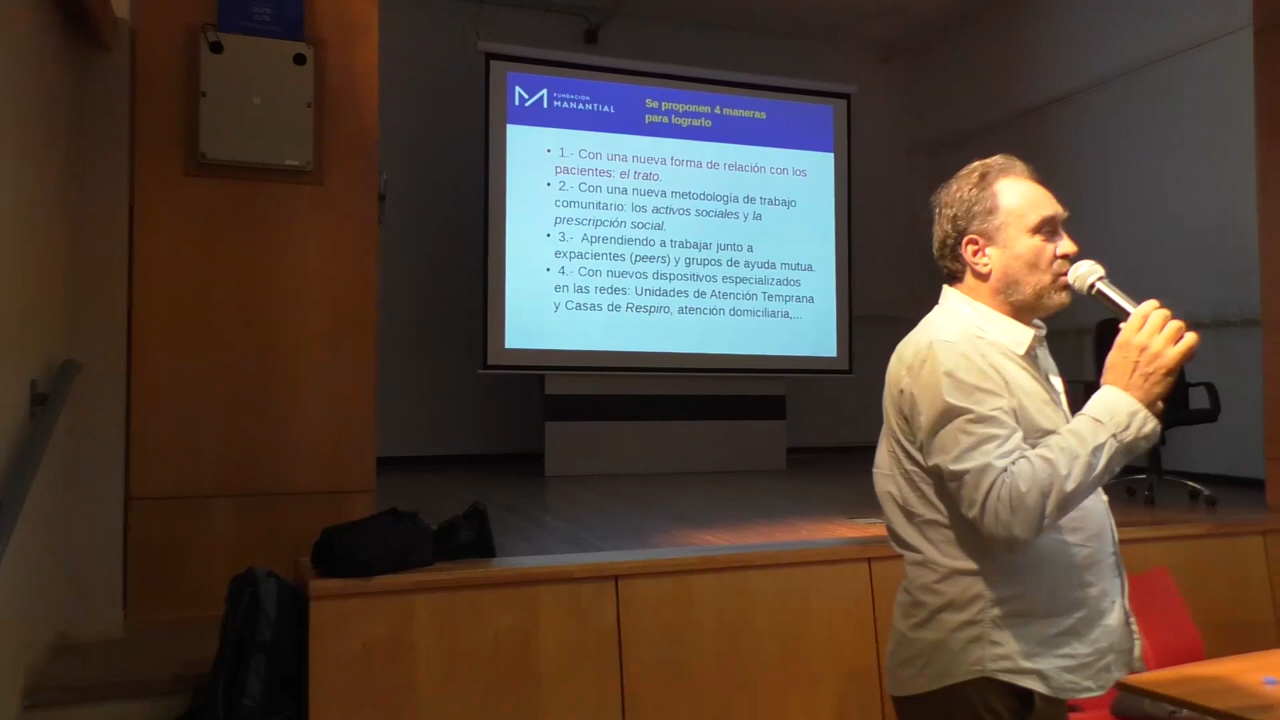 FUNDACIÓN
MANANTIAL
Se proponen 4 maneras
para lograrlo
• 1.- Con una nueva forma de relación con los
pacientes: el trato.
• 2.- Con una nueva metodología de trabajo
comunitario: los activos sociales y la
prescripción social.
• 3.- Aprendiendo a trabajar junto a
expacientes (peers) y grupos de ayuda mutua.
• 4.- Con nuevos dispositivos especializados
en las redes: Unidades de Atención Temprana
y Casas de Respiro, atención domiciliaria,...